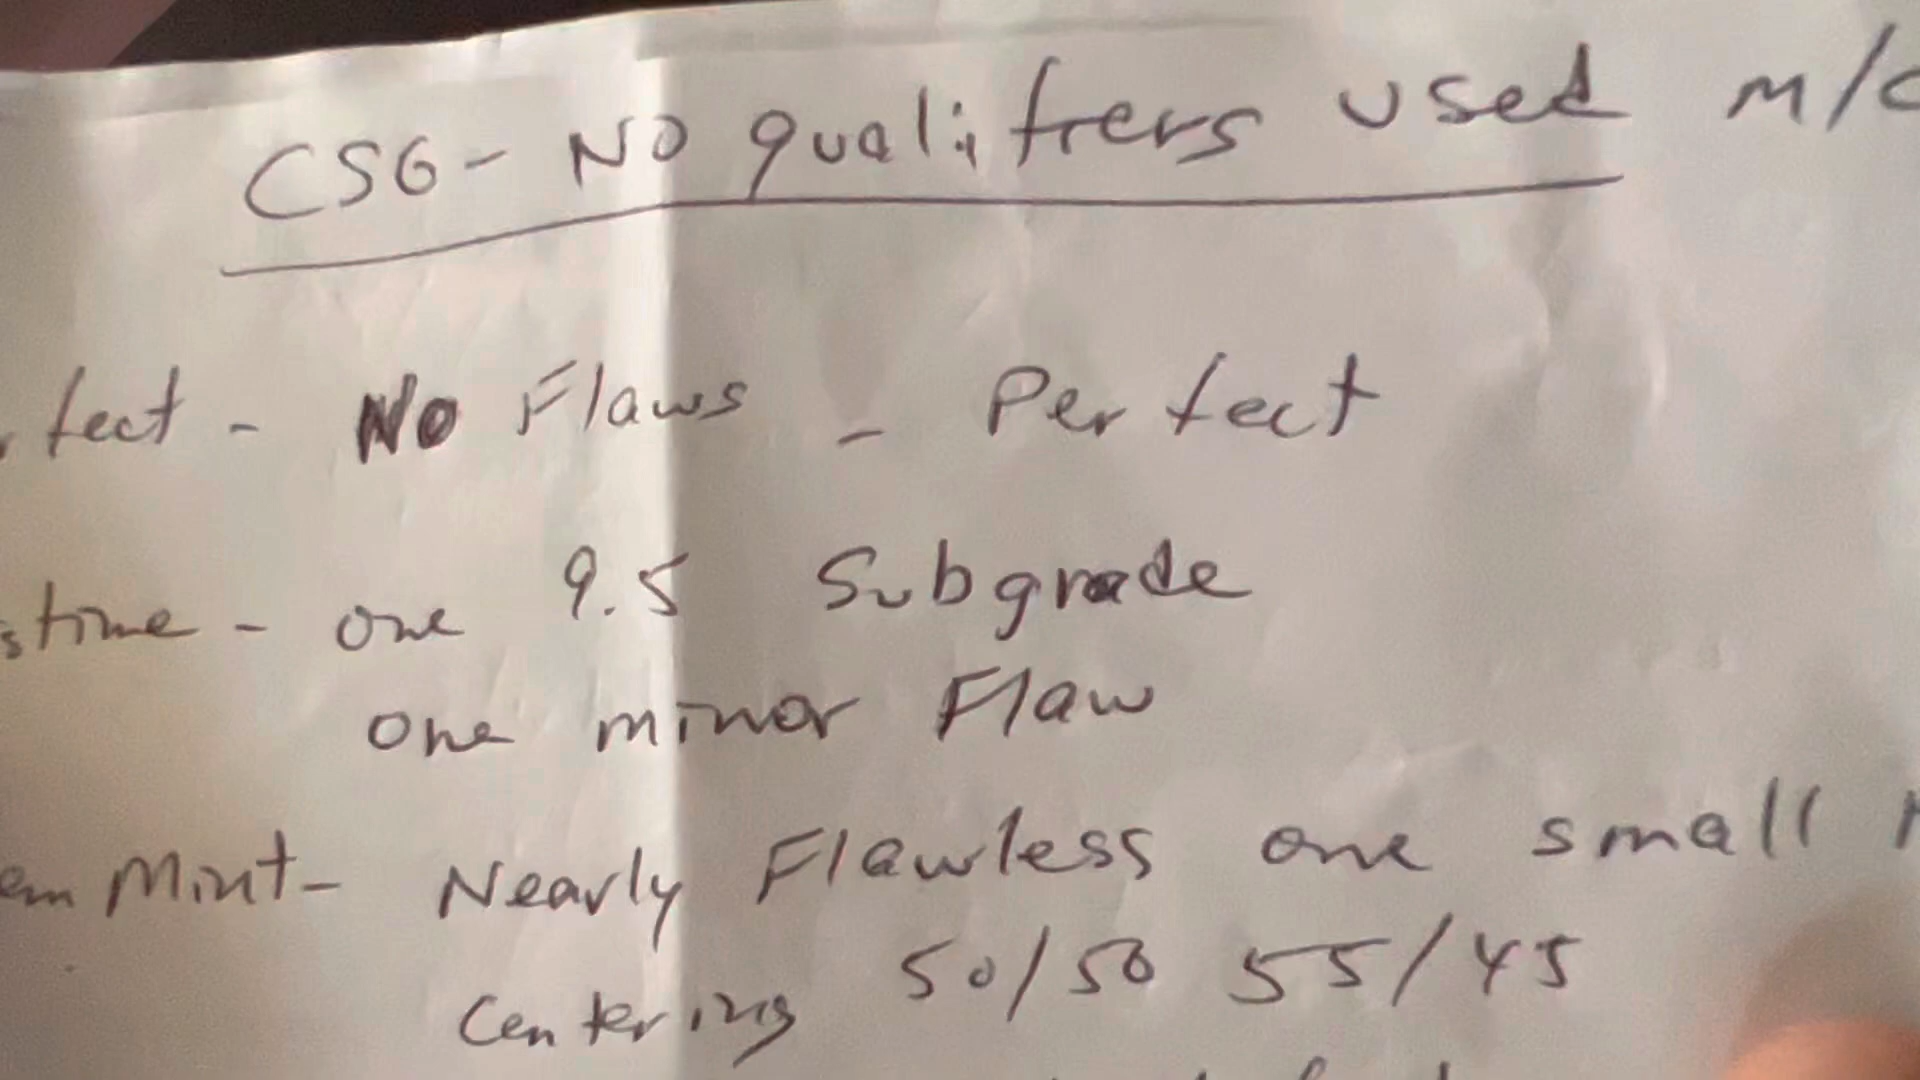 CSG - No qualifiers used m/c
fect - No Flaws - Perfect
stine - one 9.5 Subgrade
one minor Flaw
em Mint - Nearly Flawless one small
Centering 50/50 55/45